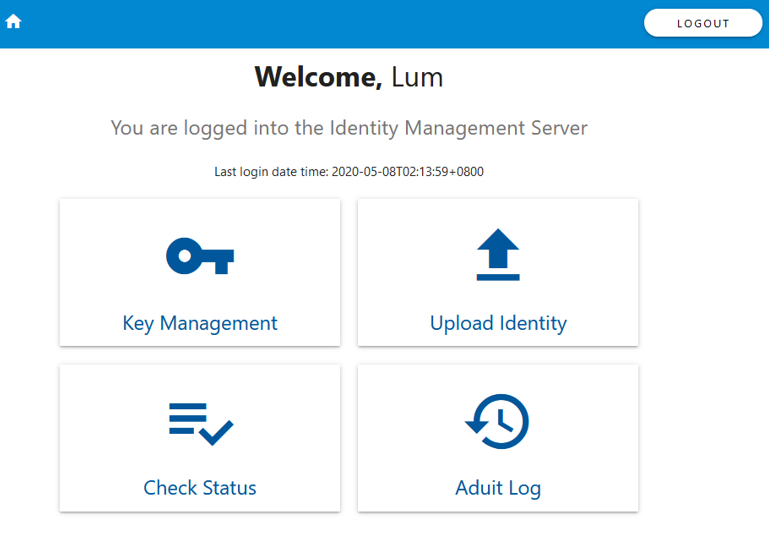 LOGOUT
Welcome, Lum
You are logged into the Identity Management Server
Last login date time: 2020-05-08T02:13:59+0800
Key Management
Upload Identity
Check Status
Aduit Log